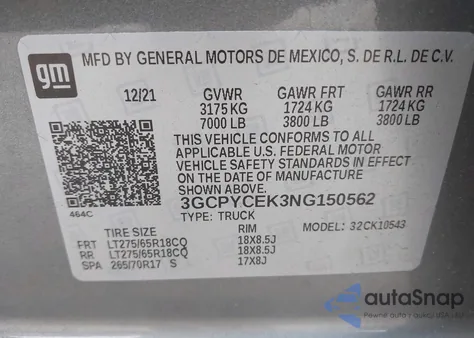 gm
MFD BY GENERAL MOTORS DE MEXICO, S. DE R.L. DE C.V.
12/21 GVWR GAWR FRT GAWR RR
3175 KG 1724 KG 1724 KG
7000 LB 3800 LB 3800 LB
THIS VEHICLE CONFORMS TO ALL
APPLICABLE U.S. FEDERAL MOTOR
VEHICLE SAFETY STANDARDS IN EFFECT
ON THE DATE OF MANUFACTURE
SHOWN ABOVE.
464C
3GCPYCEK3NG150562
TYPE: TRUCK MODEL: 32CK10543
TIRE SIZE RIM
FRT LT275/65R18CQ 18X8.5J
RR LT275/65R18CQ 18X8.5J
SPA 265/70R17 S 17X8J
autoSnap
Pewne auto z USA